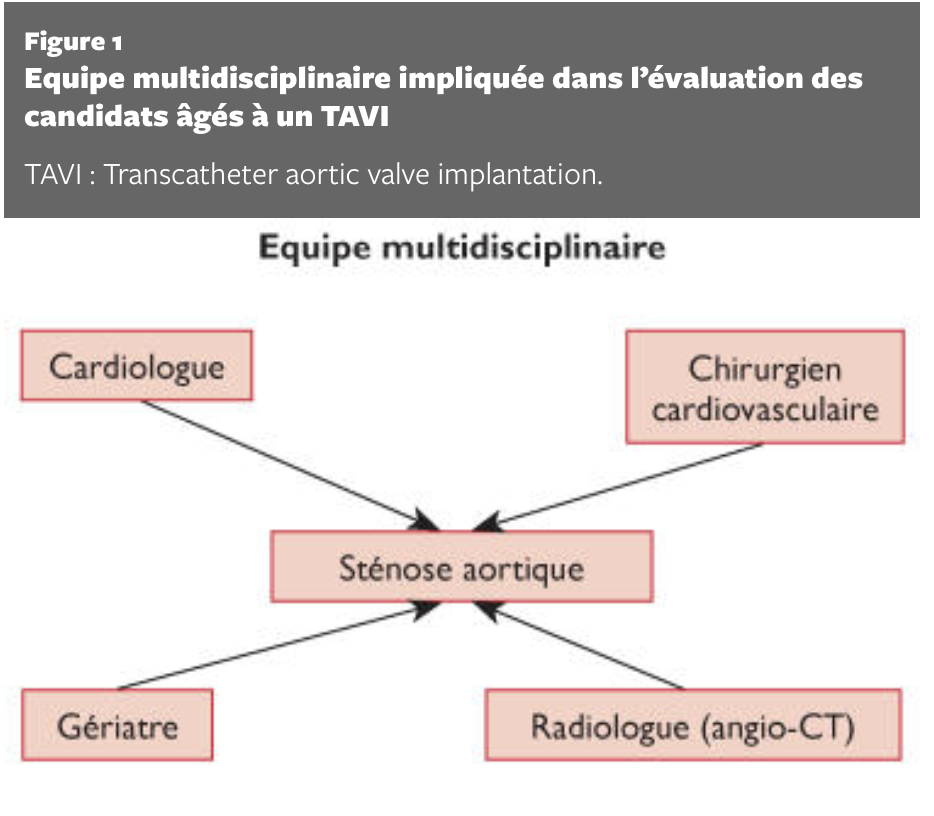 Figure 1
Equipe multidisciplinaire impliquée dans l’évaluation des
candidats âgés à un TAVI
TAVI : Transcatheter aortic valve implantation.
Equipe multidisciplinaire
Cardiologue
Chirurgien
cardiovasculaire
Sténose aortique
Gériatre
Radiologue (angio-CT)